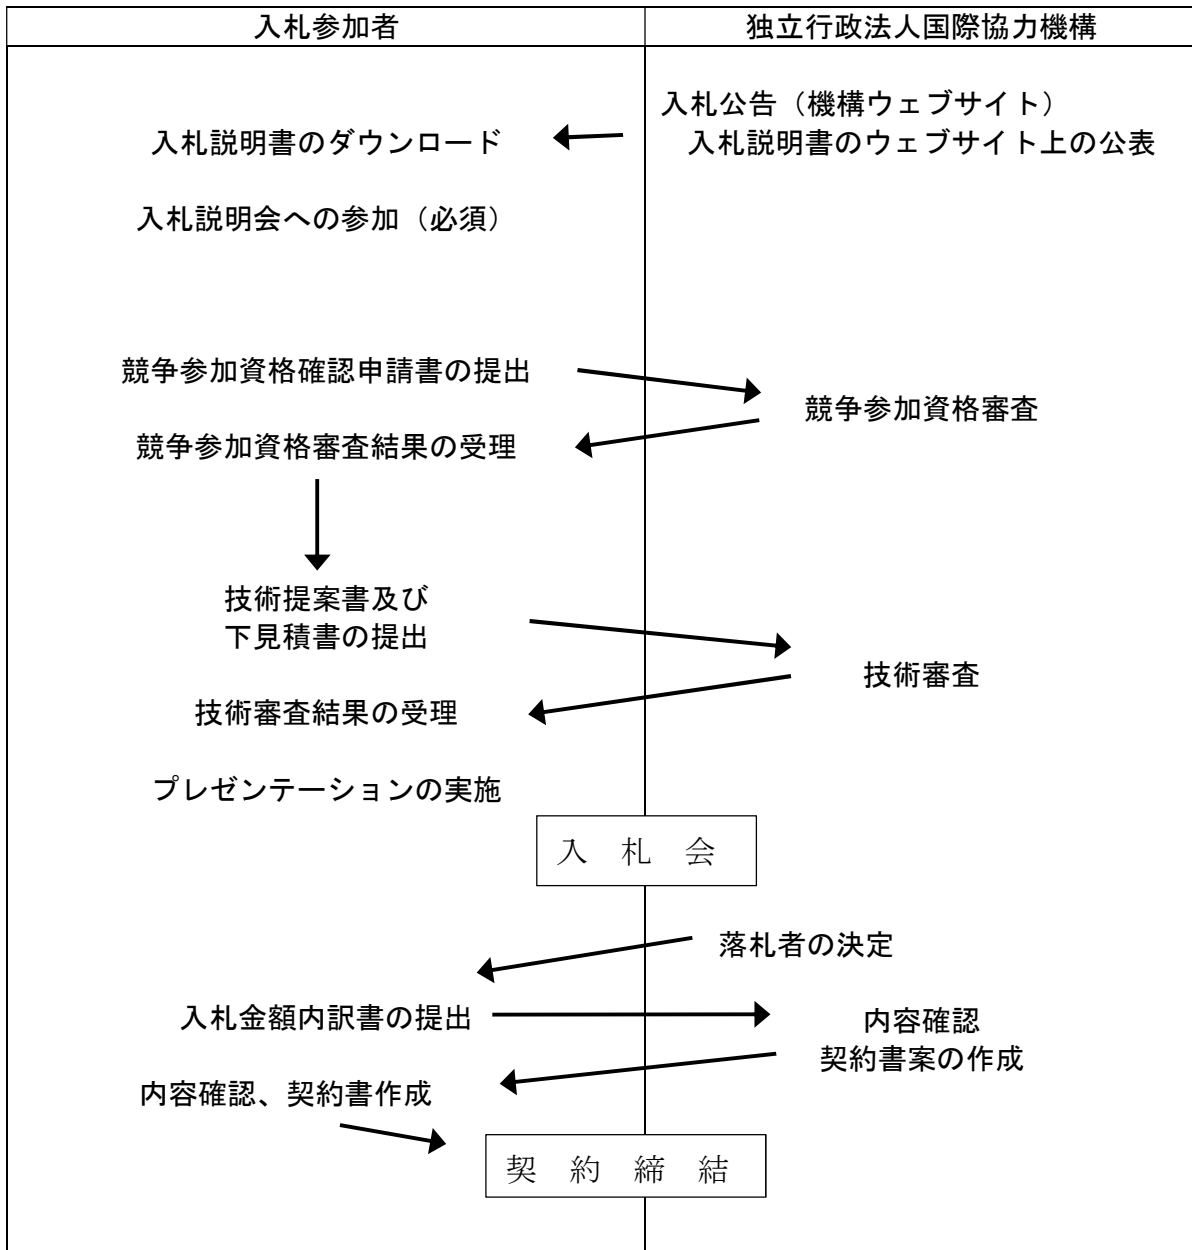 入札参加者
独立行政法人国際協力機構
入札公告（機構ウェブサイト）
入札説明書のダウンロード
入札説明書のウェブサイト上の公表
入札説明会への参加（必須）
競争参加資格確認申請書の提出
競争参加資格審査
競争参加資格審査結果の受理
技術提案書及び
下見積書の提出
技術審査
技術審査結果の受理
プレゼンテーションの実施
入 札 会
落札者の決定
入札金額内訳書の提出
内容確認
契約書案の作成
内容確認、契約書作成
契 約 締 結